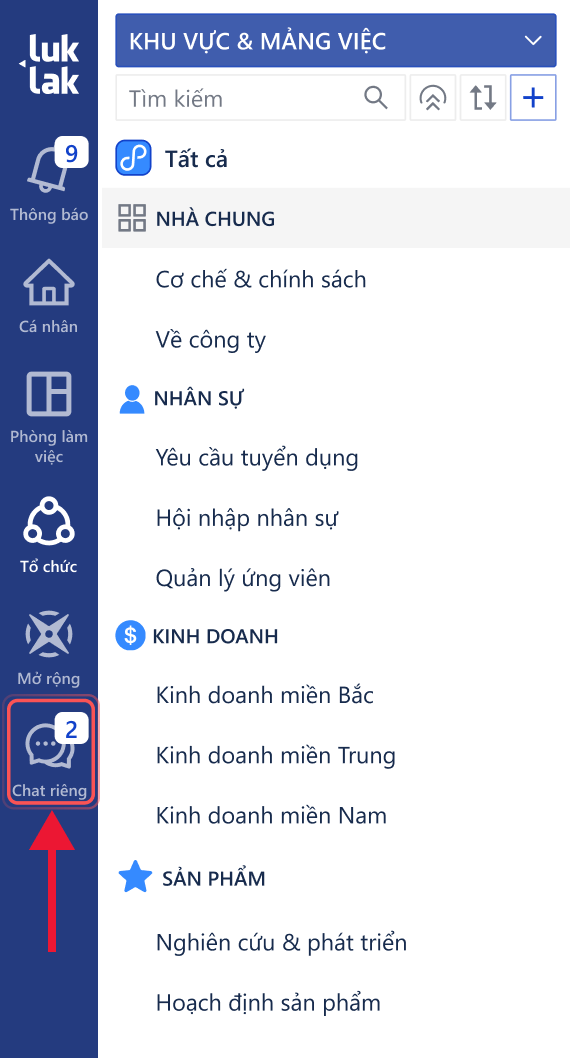 luk
lak
9
Thông báo
Cá nhân
Phòng làm
việc
Tổ chức
Mở rộng
2
Chat riêng
KHU VỰC & MẢNG VIỆC
Tìm kiếm
Tất cả
NHÀ CHUNG
Cơ chế & chính sách
Về công ty
NHÂN SỰ
Yêu cầu tuyển dụng
Hội nhập nhân sự
Quản lý ứng viên
$ KINH DOANH
Kinh doanh miền Bắc
Kinh doanh miền Trung
Kinh doanh miền Nam
SẢN PHẨM
Nghiên cứu & phát triển
Hoạch định sản phẩm